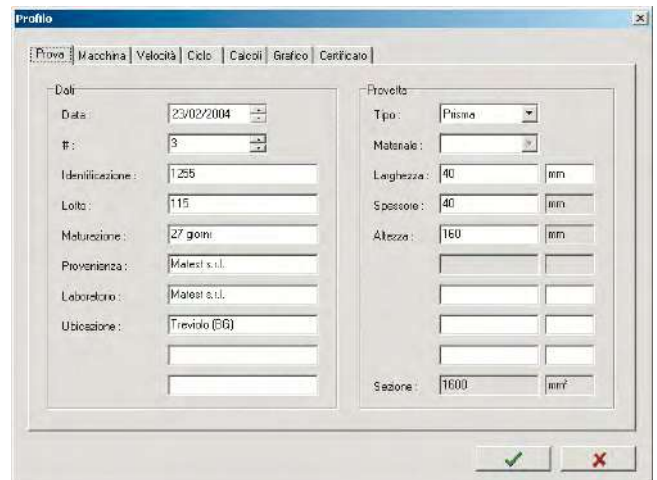 Profilo
Prova Macchina Velocità Ciclo Calcoli Grafico Certificato
Dati
Data : 23/02/2004
# : 3
Identificazione : 1255
Lotto : 115
Maturazione : 27 giorni
Provenienza : Matest s.r.l.
Laboratorio : Matest s.r.l.
Ubicazione : Treviolo (BG)
Provetta
Tipo : Prisma
Materiale :
Larghezza : 40 mm
Spessore : 40 mm
Altezza : 160 mm
Sezione : 1600 mm²